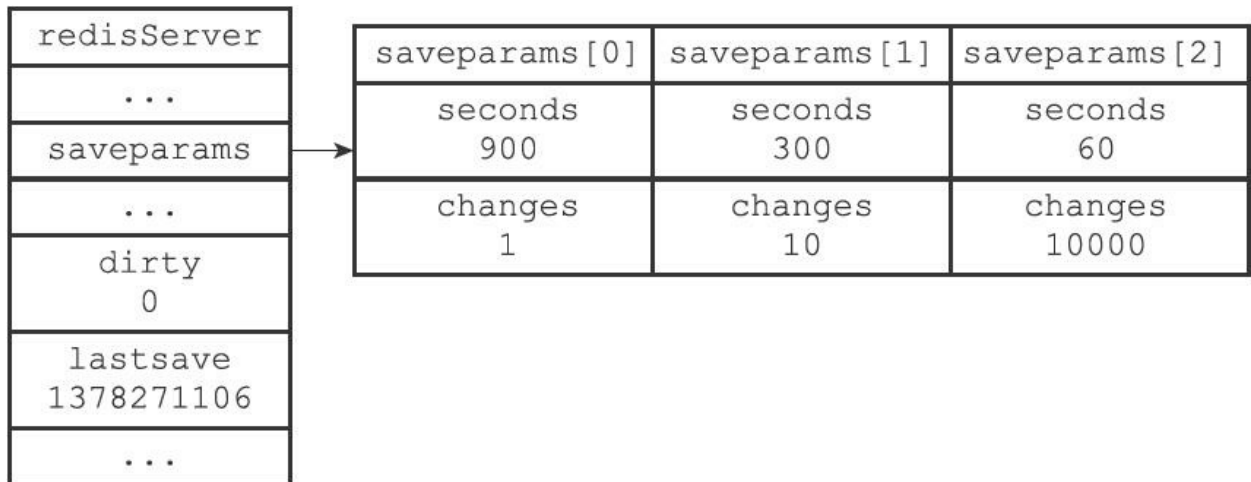 redisServer
...
saveparams
...
dirty
0
lastsave
1378271106
...
saveparams[0] saveparams[1] saveparams[2]
seconds seconds seconds
900 300 60
changes changes changes
1 10 10000